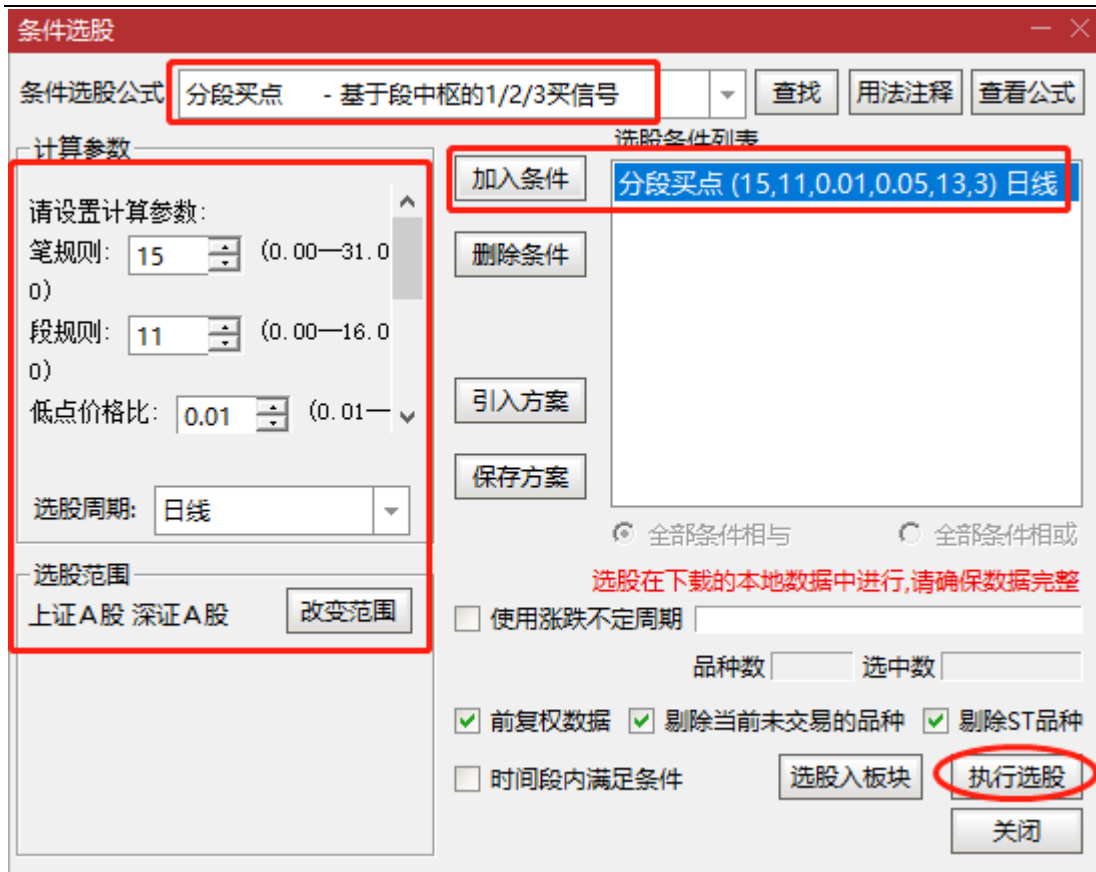 条件选股
条件选股公式 分段买点 - 基于段中枢的1/2/3买信号 查找 用法注释 查看公式
计算参数
请设置计算参数:
笔规则: 15 (0.00—31.0
0)
段规则: 11 (0.00—16.0
0)
低点价格比: 0.01 (0.01—
选股周期: 日线
选股范围
上证A股 深证A股 改变范围
选股条件列表
加入条件 分段买点 (15,11,0.01,0.05,13,3) 日线
删除条件
引入方案
保存方案
全部条件相与 全部条件相或
选股在下载的本地数据中进行,请确保数据完整
使用涨跌不定周期
品种数 选中数
前复权数据 剔除当前未交易的品种 剔除ST品种
时间段内满足条件 选股入板块 执行选股
关闭